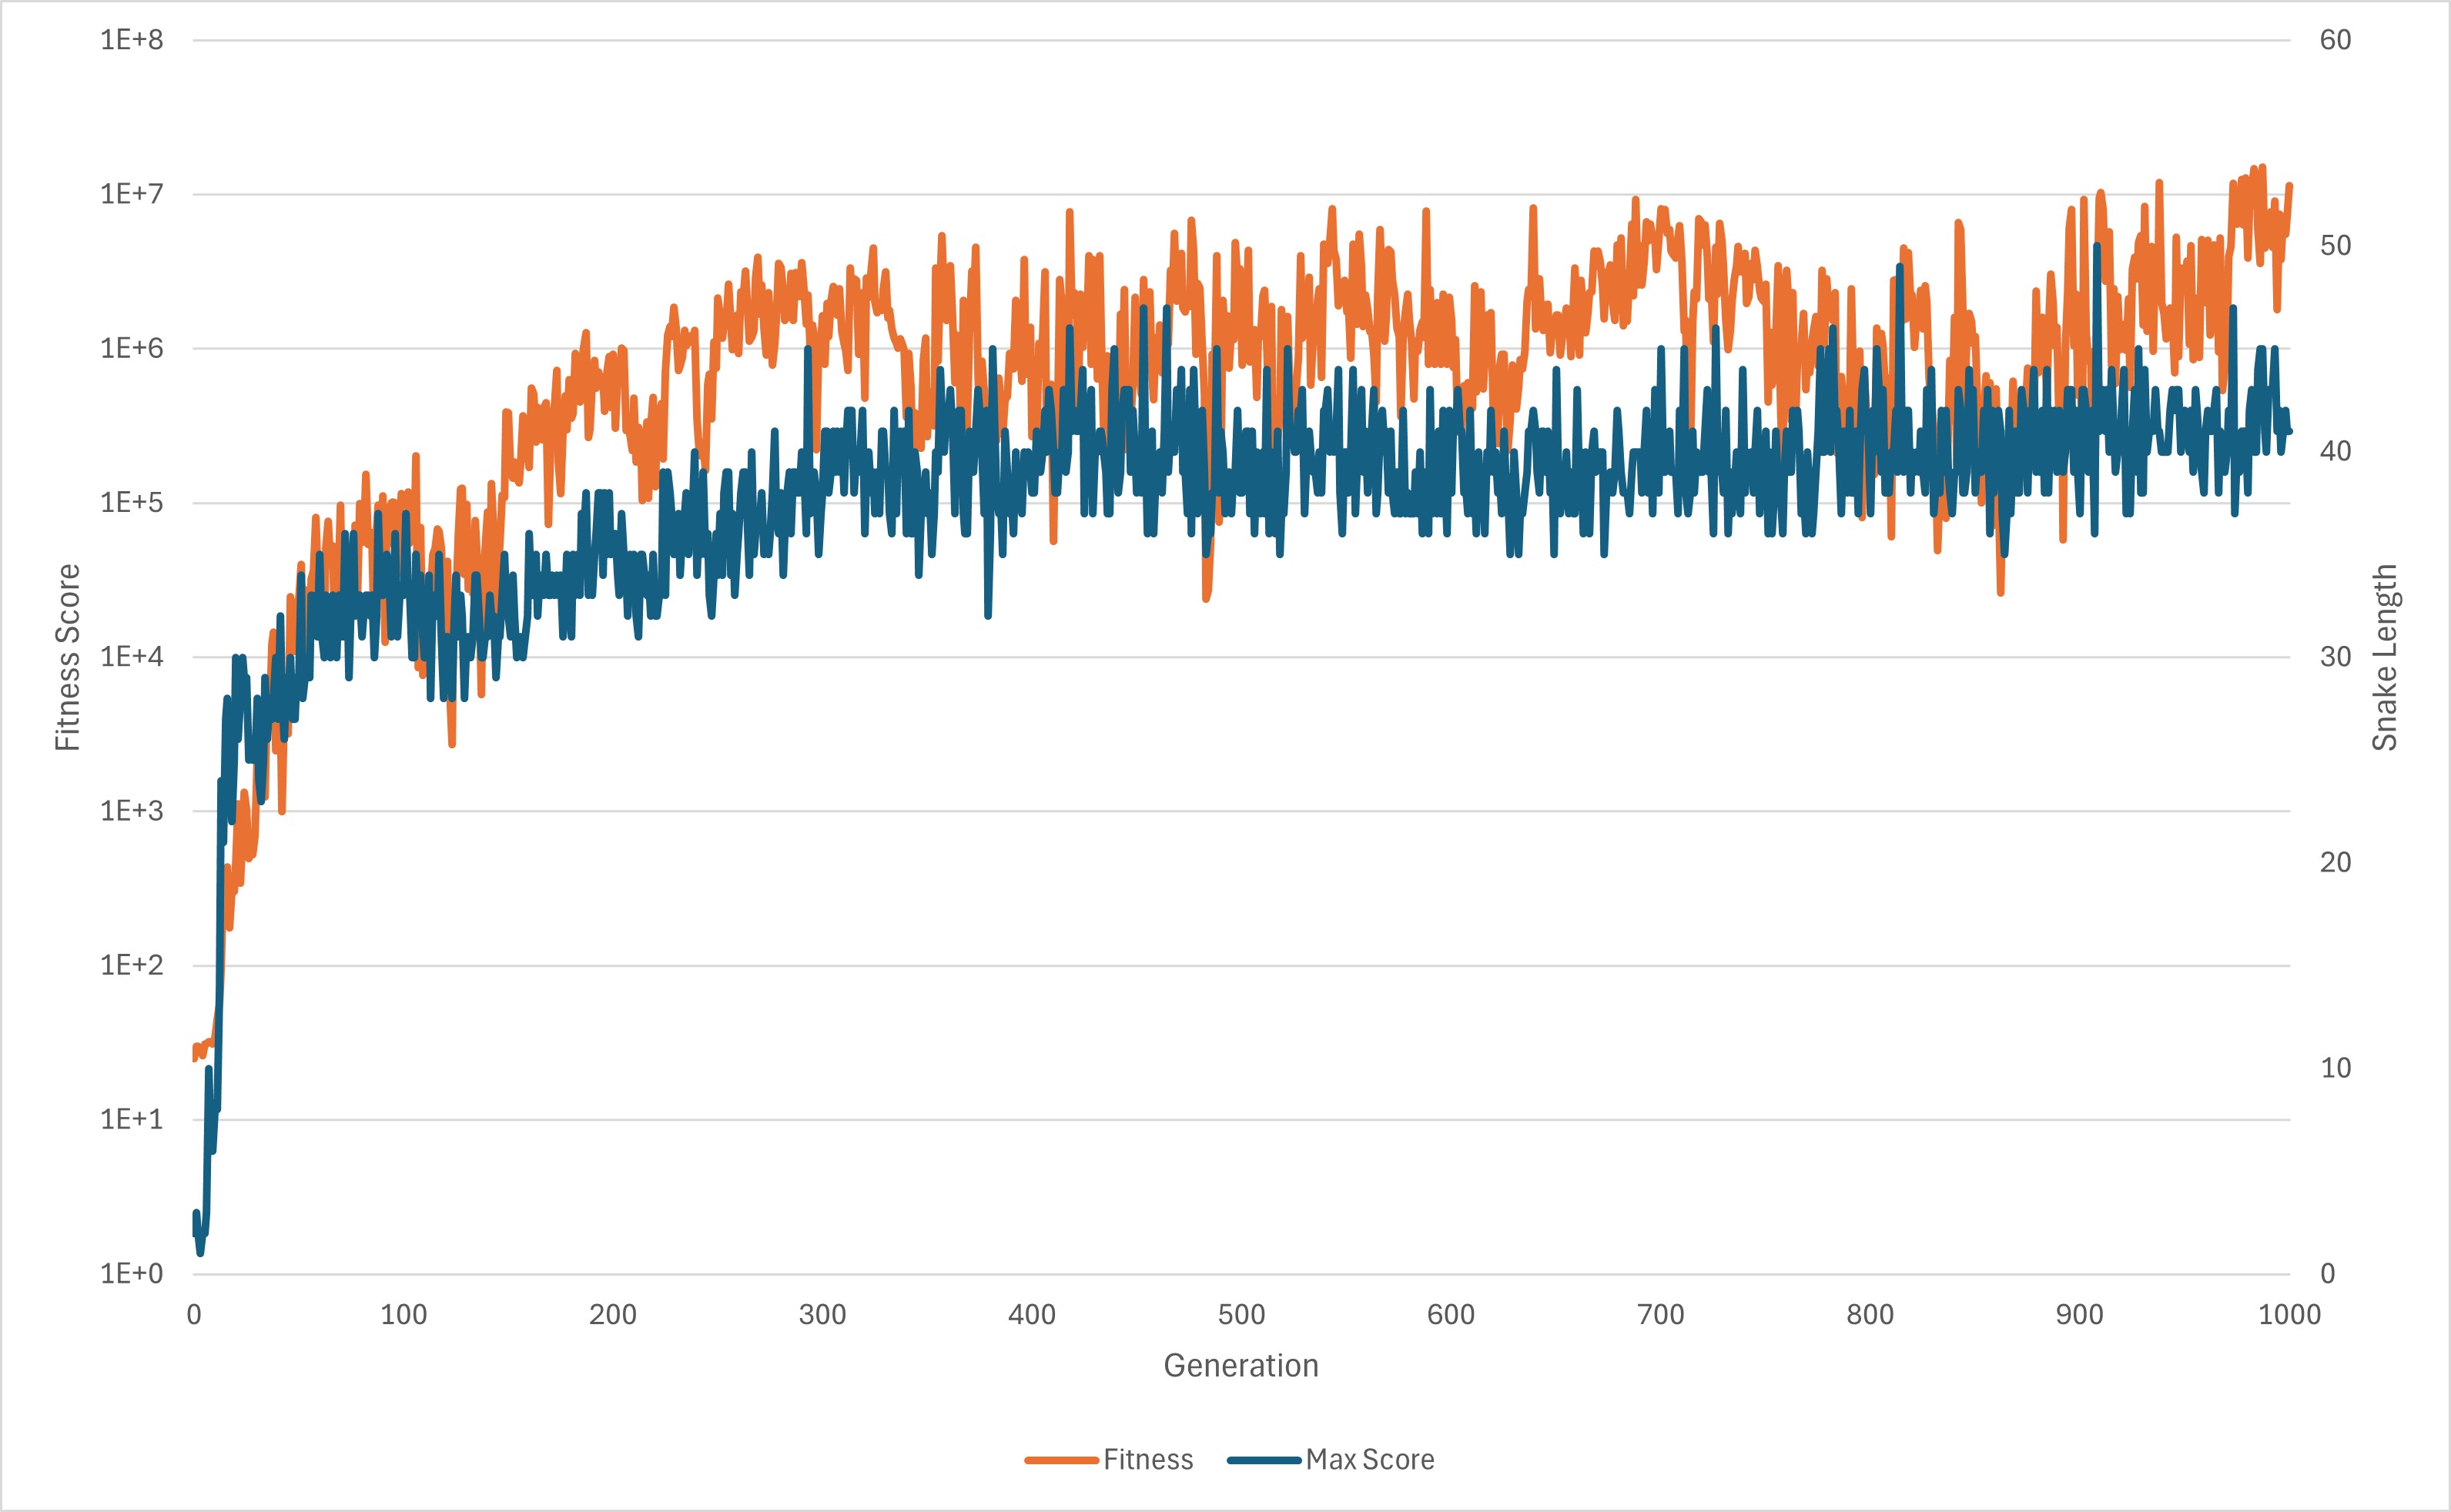 1E+8
1E+7
1E+6
1E+5
1E+4
1E+3
1E+2
1E+1
1E+0
Fitness Score
60
50
40
30
20
10
0
Snake Length
0 100 200 300 400 500 600 700 800 900 1000
Generation
Fitness Max Score